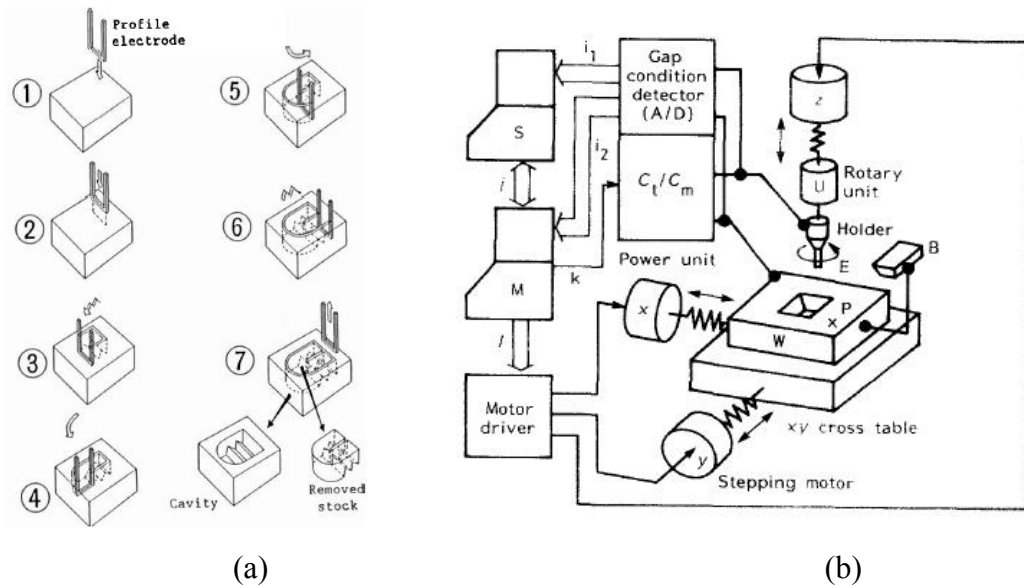 Profile
electrode
①
②
③
④
⑤
⑥
⑦
Cavity
Removed
stock
(a)
i1
Gap
condition
detector
(A/D)
S
i2
i
Ct/Cm
M
k
Power unit
l
Motor
driver
z
U
Rotary
unit
Holder
B
E
P
x
W
x
xy cross table
y
Stepping motor
(b)